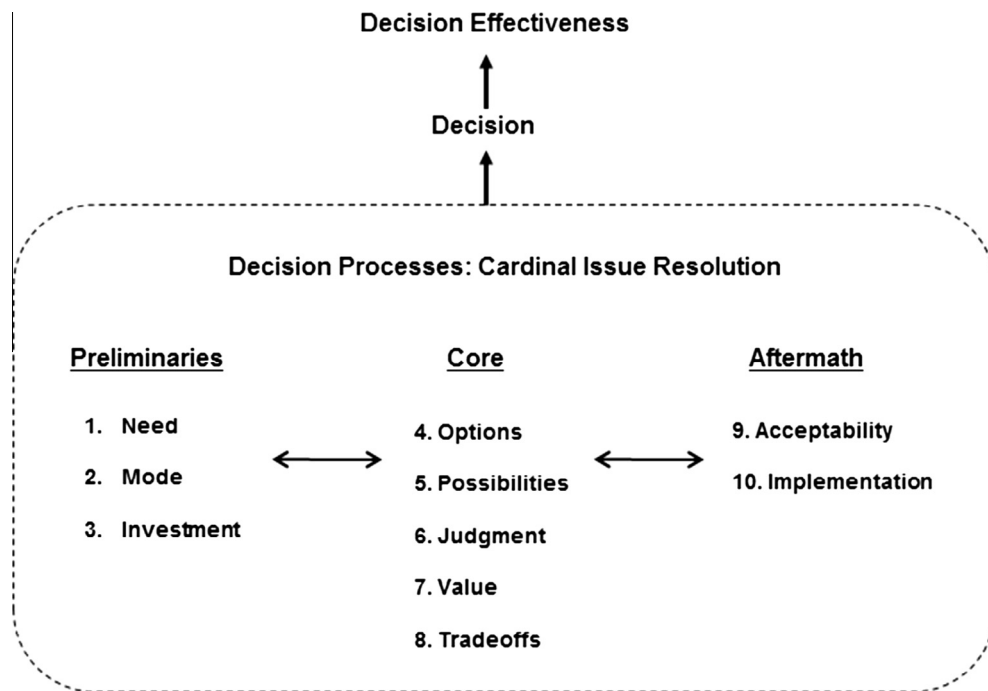 Decision Effectiveness
Decision
Decision Processes: Cardinal Issue Resolution
Preliminaries
1. Need
2. Mode
3. Investment
Core
4. Options
5. Possibilities
6. Judgment
7. Value
8. Tradeoffs
Aftermath
9. Acceptability
10. Implementation